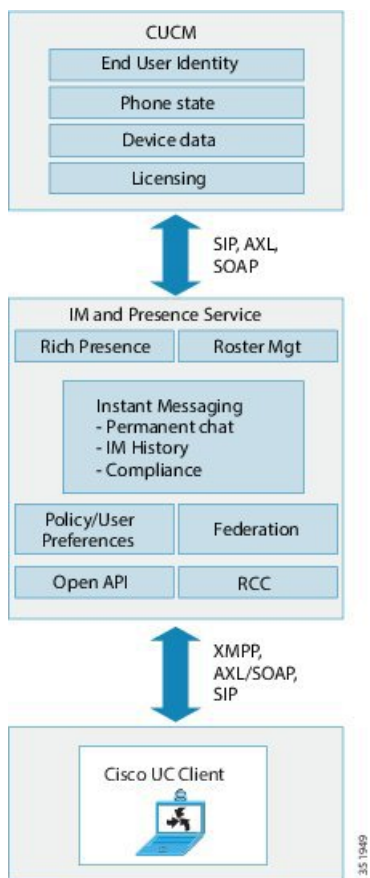 CUCM
End User Identity
Phone state
Device data
Licensing
SIP, AXL,
SOAP
IM and Presence Service
Rich Presence
Roster Mgt
Instant Messaging
- Permanent chat
- IM History
- Compliance
Policy/User
Preferences
Federation
Open API
RCC
XMPP,
AXL/SOAP,
SIP
Cisco UC Client
351949